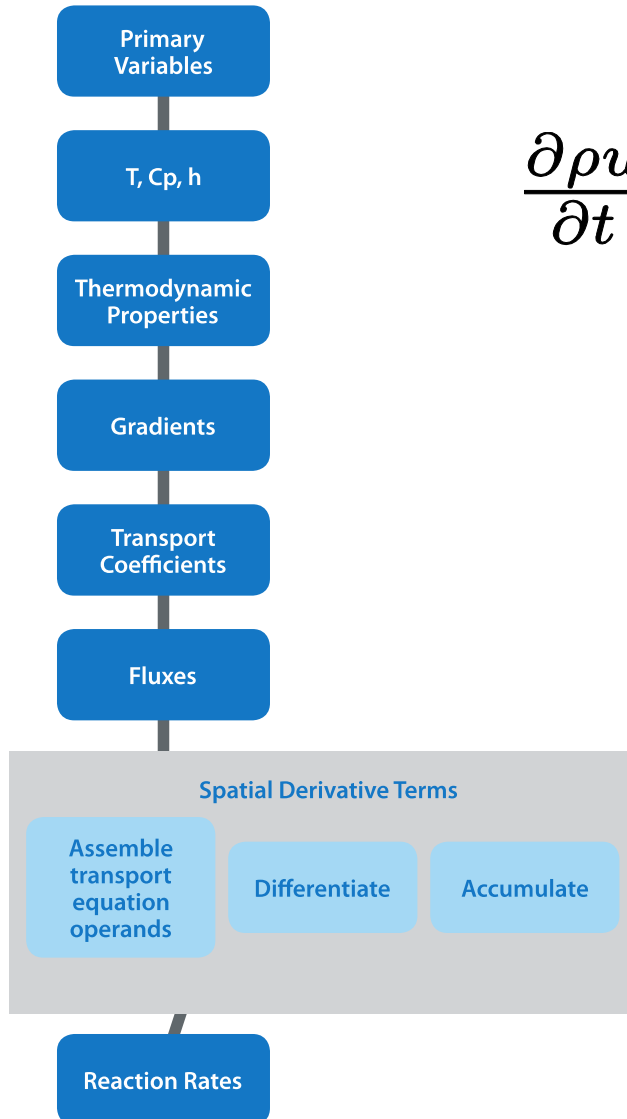 Primary
Variables
T, Cp, h
∂ρu
∂t
Thermodynamic
Properties
Gradients
Transport
Coefficients
Fluxes
Spatial Derivative Terms
Assemble
transport
equation
operands
Differentiate
Accumulate
Reaction Rates